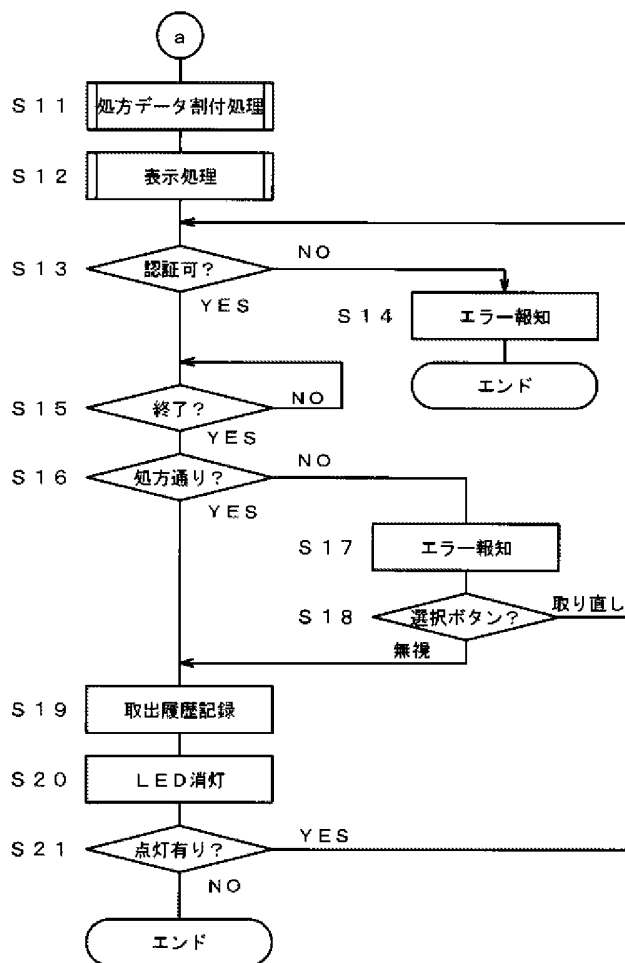 a
S11 処方データ割付処理
S12 表示処理
S13 認証可? NO
YES
S14 エラー報知
エンド
S15 終了? NO
YES
S16 処方通り? NO
YES
S17 エラー報知
S18 選択ボタン? 取り直し
無視
S19 取出履歴記録
S20 LED消灯
S21 点灯有り? YES
NO
エンド